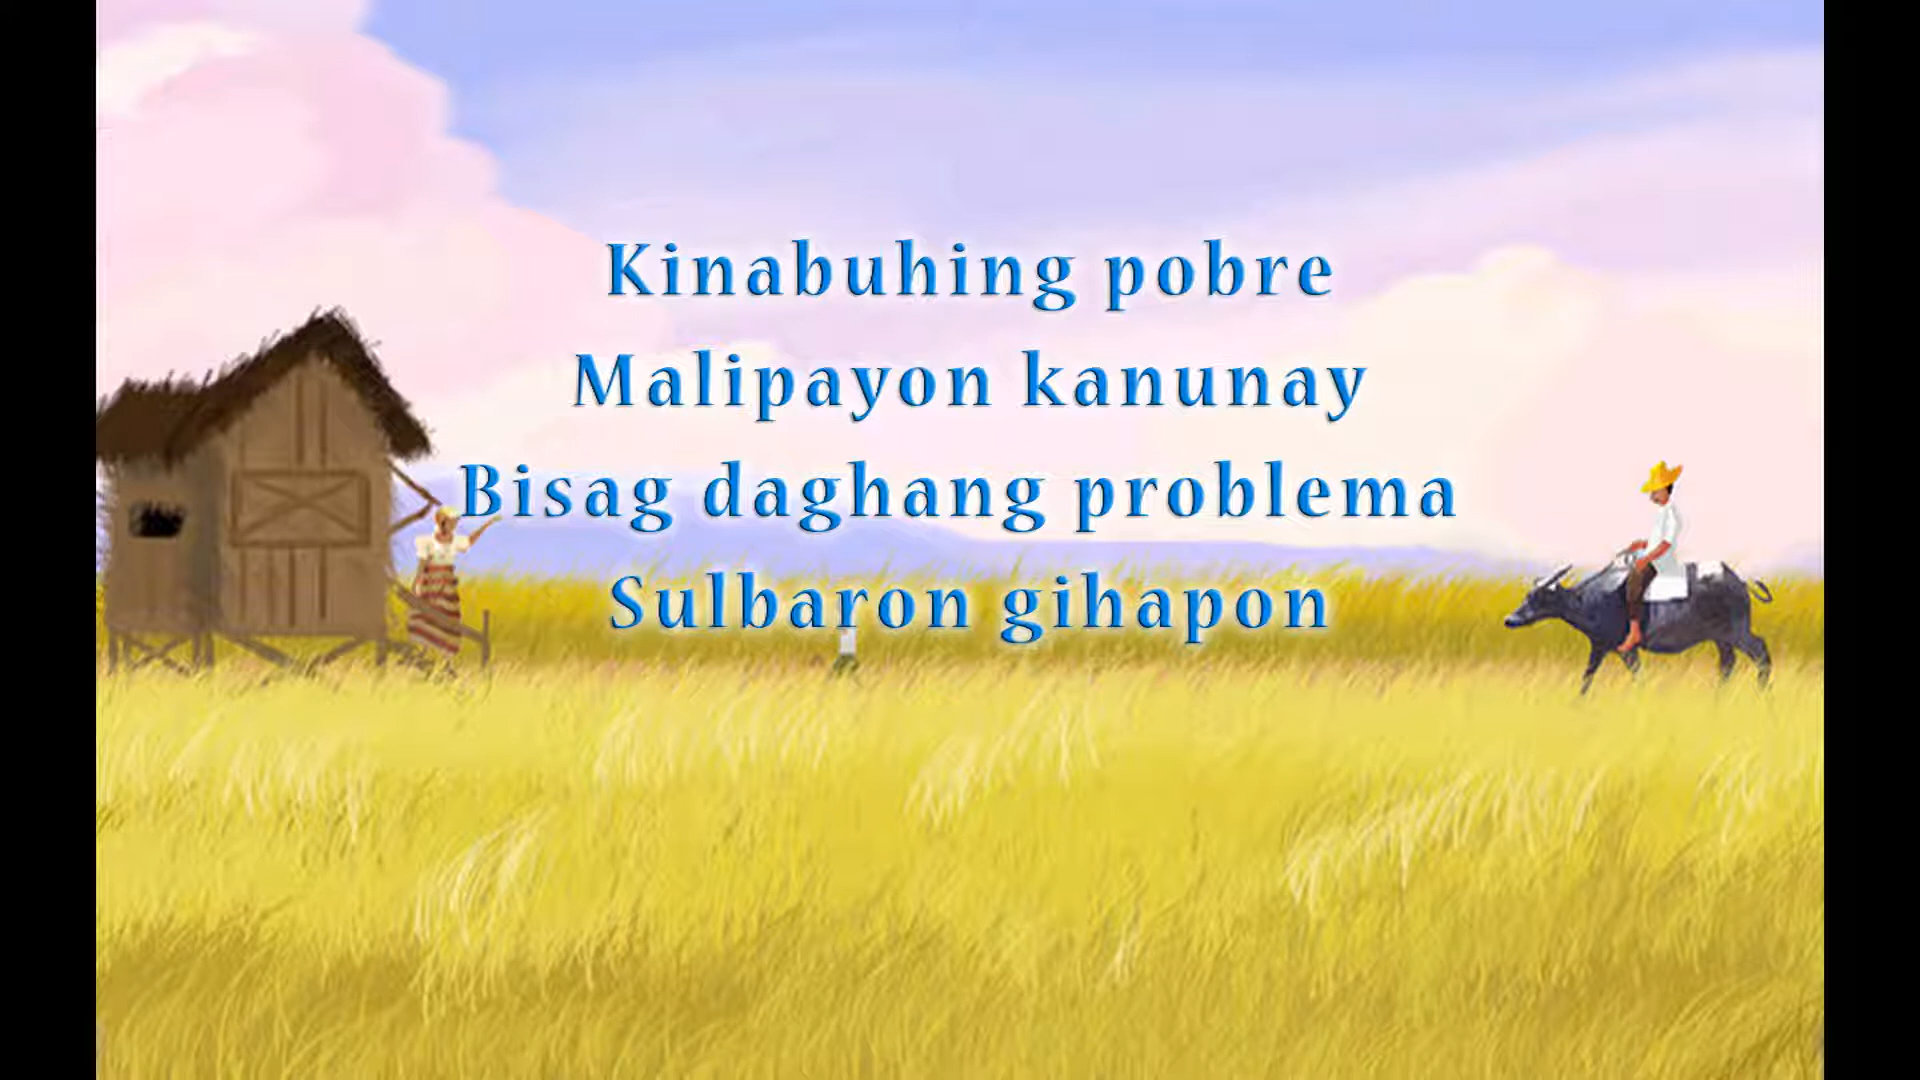 Kinabuhing pobre
Malipayon kanunay
Bisag daghang problema
Sulbaron gihapon